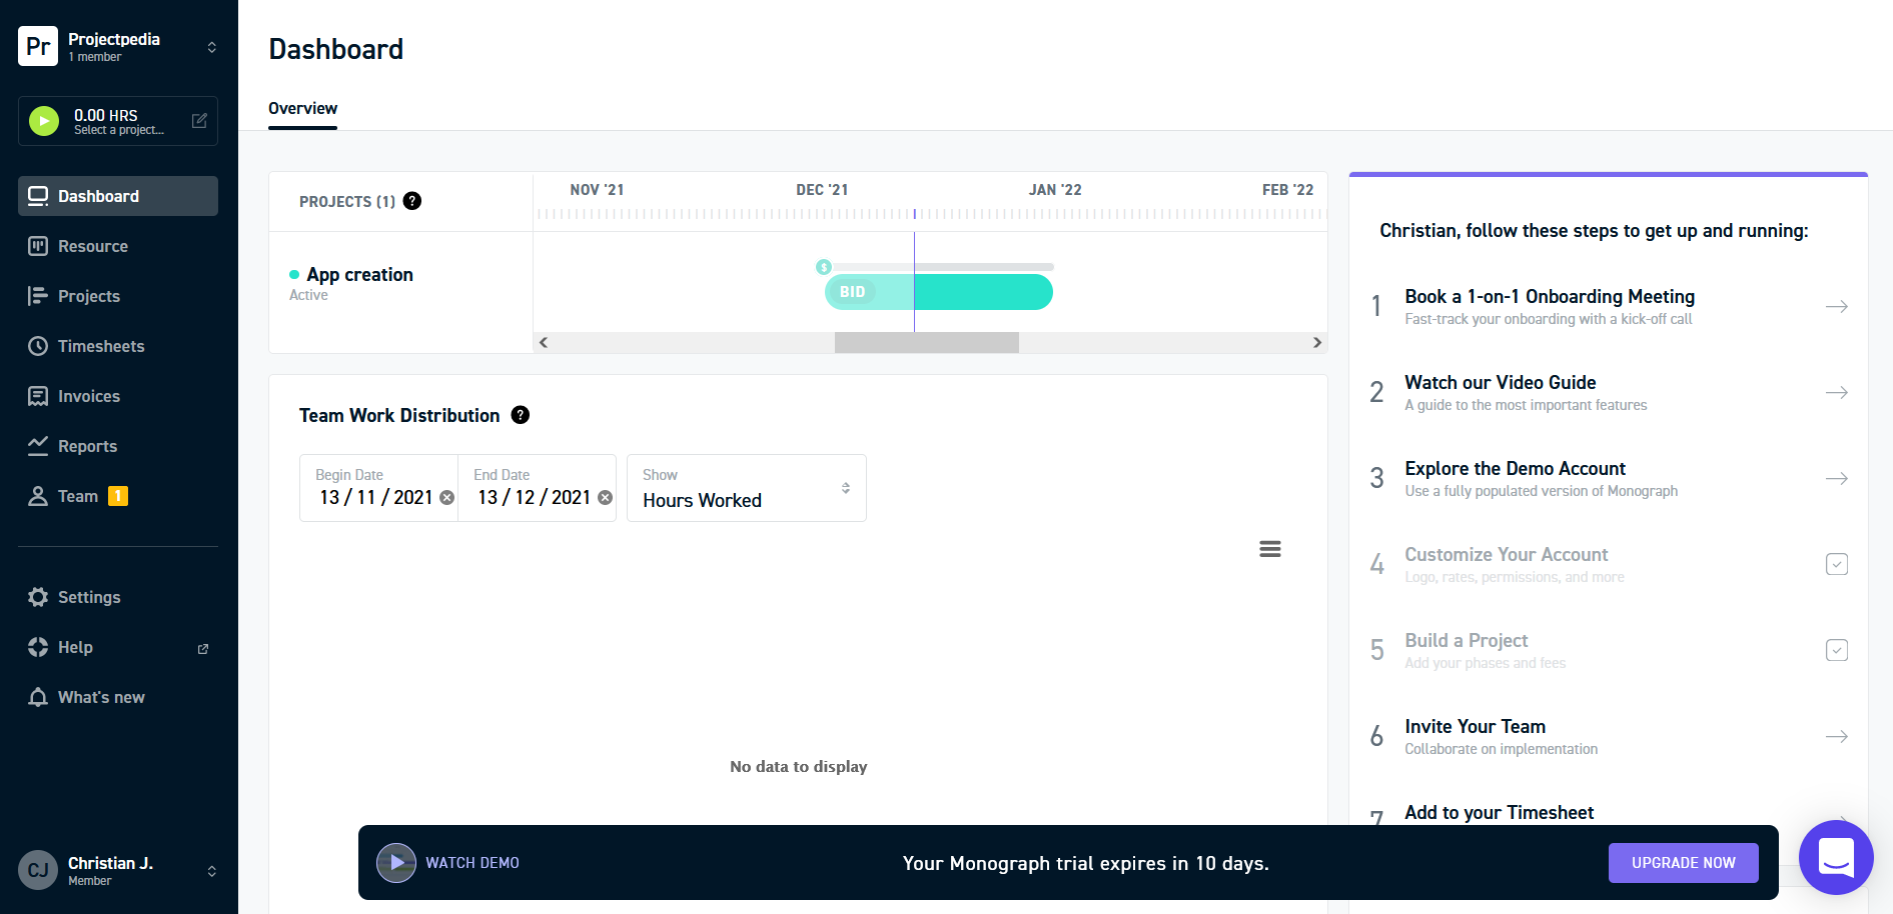 Pr
Projectpedia
1 member
0.00 HRS
Select a project...
Dashboard
Resource
Projects
Timesheets
Invoices
Reports
Team 1
Settings
Help
What's new
CJ
Christian J.
Member
Dashboard
Overview
PROJECTS (1) ?
NOV '21 DEC '21 JAN '22 FEB '22
App creation
Active
$
BID
Team Work Distribution ?
Begin Date
13 / 11 / 2021
End Date
13 / 12 / 2021
Show
Hours Worked
No data to display
Christian, follow these steps to get up and running:
1 Book a 1-on-1 Onboarding Meeting
Fast-track your onboarding with a kick-off call
2 Watch our Video Guide
A guide to the most important features
3 Explore the Demo Account
Use a fully populated version of Monograph
4 Customize Your Account
Logo, rates, permissions, and more
5 Build a Project
Add your phases and fees
6 Invite Your Team
Collaborate on implementation
7 Add to your Timesheet
WATCH DEMO
Your Monograph trial expires in 10 days.
UPGRADE NOW